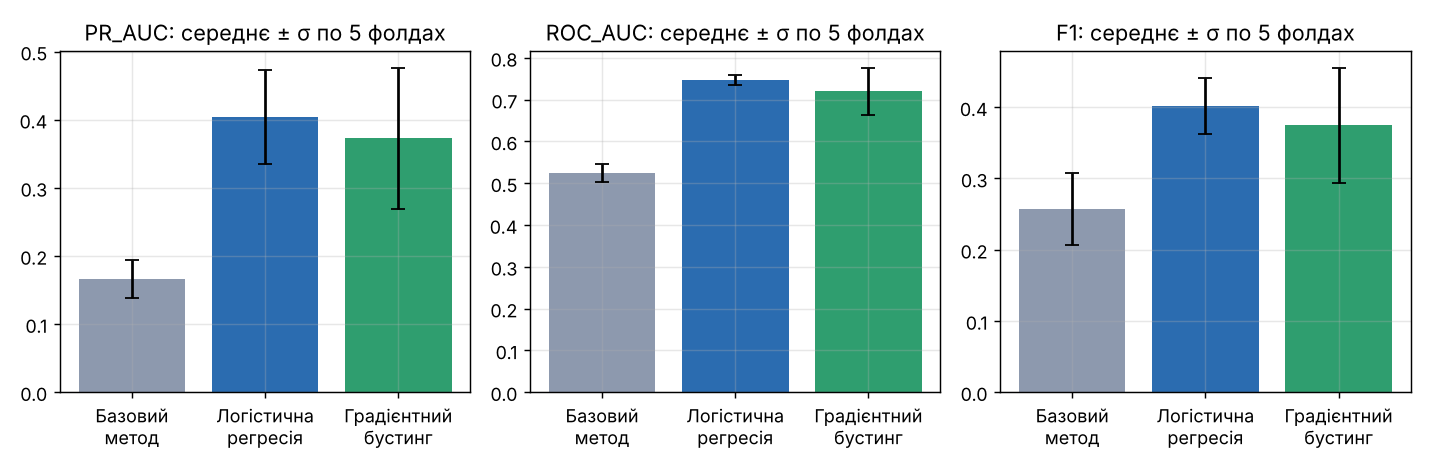 PR_AUC: середнє ± σ по 5 фолдах
0.5
0.4
0.3
0.2
0.1
0.0
Базовий
метод
Логістична
регресія
Градієнтний
бустинг
ROC_AUC: середнє ± σ по 5 фолдах
0.8
0.7
0.6
0.5
0.4
0.3
0.2
0.1
0.0
Базовий
метод
Логістична
регресія
Градієнтний
бустинг
F1: середнє ± σ по 5 фолдах
0.4
0.3
0.2
0.1
0.0
Базовий
метод
Логістична
регресія
Градієнтний
бустинг